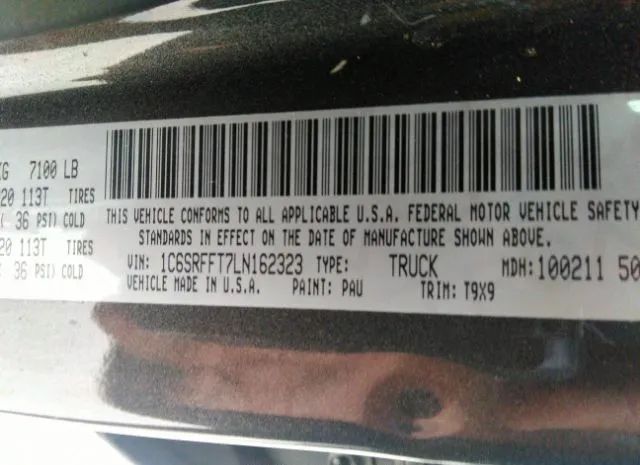 KG 7100 LB
20 113T TIRES
( 36 PSI) COLD
20 113T TIRES
( 36 PSI) COLD
THIS VEHICLE CONFORMS TO ALL APPLICABLE U.S.A. FEDERAL MOTOR VEHICLE SAFETY
STANDARDS IN EFFECT ON THE DATE OF MANUFACTURE SHOWN ABOVE.
VIN: 1C6SRFFT7LN162323 TYPE: TRUCK MDH: 100211 50
VEHICLE MADE IN U.S.A. PAINT: PAU TRIM: T9X9